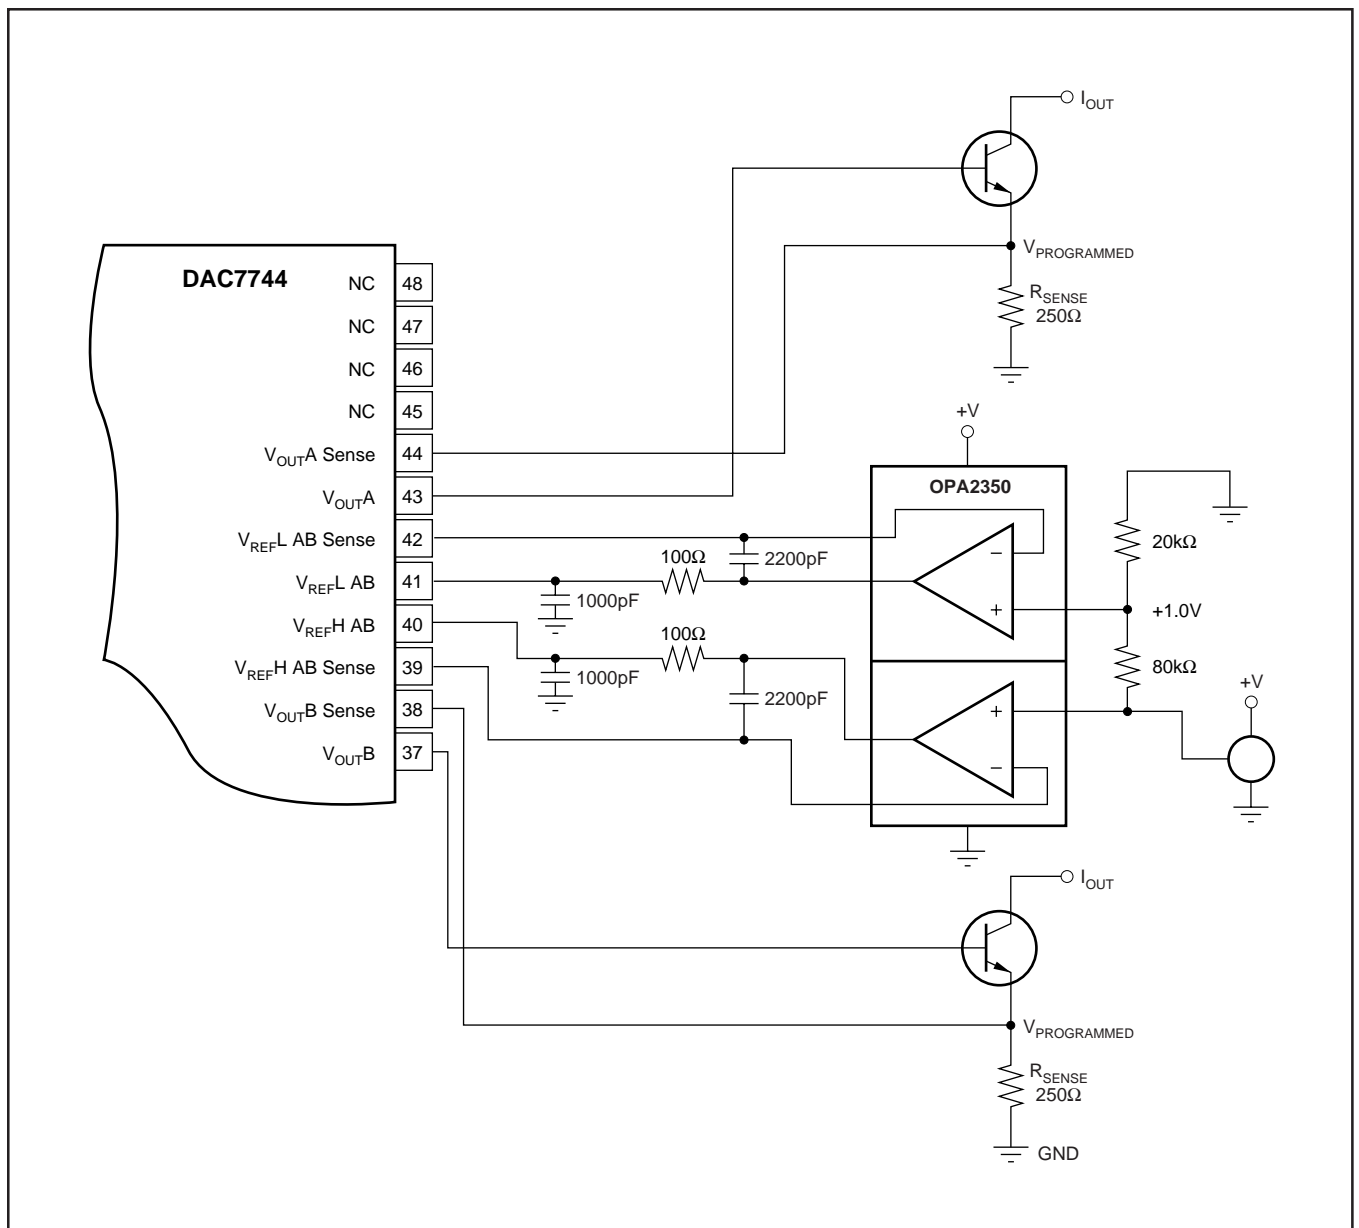 I_OUT
V_PROGRAMMED
R_SENSE
250Ω
DAC7744
NC 48
NC 47
NC 46
NC 45
V_OUTA Sense 44
V_OUTA 43
V_REFL AB Sense 42
V_REFL AB 41
V_REFH AB 40
V_REFH AB Sense 39
V_OUTB Sense 38
V_OUTB 37
100Ω
2200pF
1000pF
100Ω
1000pF
2200pF
+V
OPA2350
−
+
+
−
20kΩ
+1.0V
80kΩ
+V
I_OUT
V_PROGRAMMED
R_SENSE
250Ω
GND